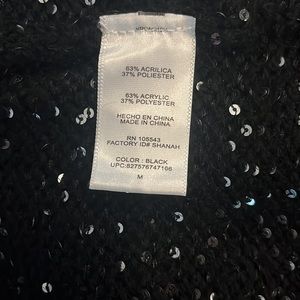 63% ACRILICA
37% POLIESTER
63% ACRYLIC
37% POLYESTER
HECHO EN CHINA
MADE IN CHINA
RN 105543
FACTORY ID# SHANAH
COLOR : BLACK
UPC:527576747166
M